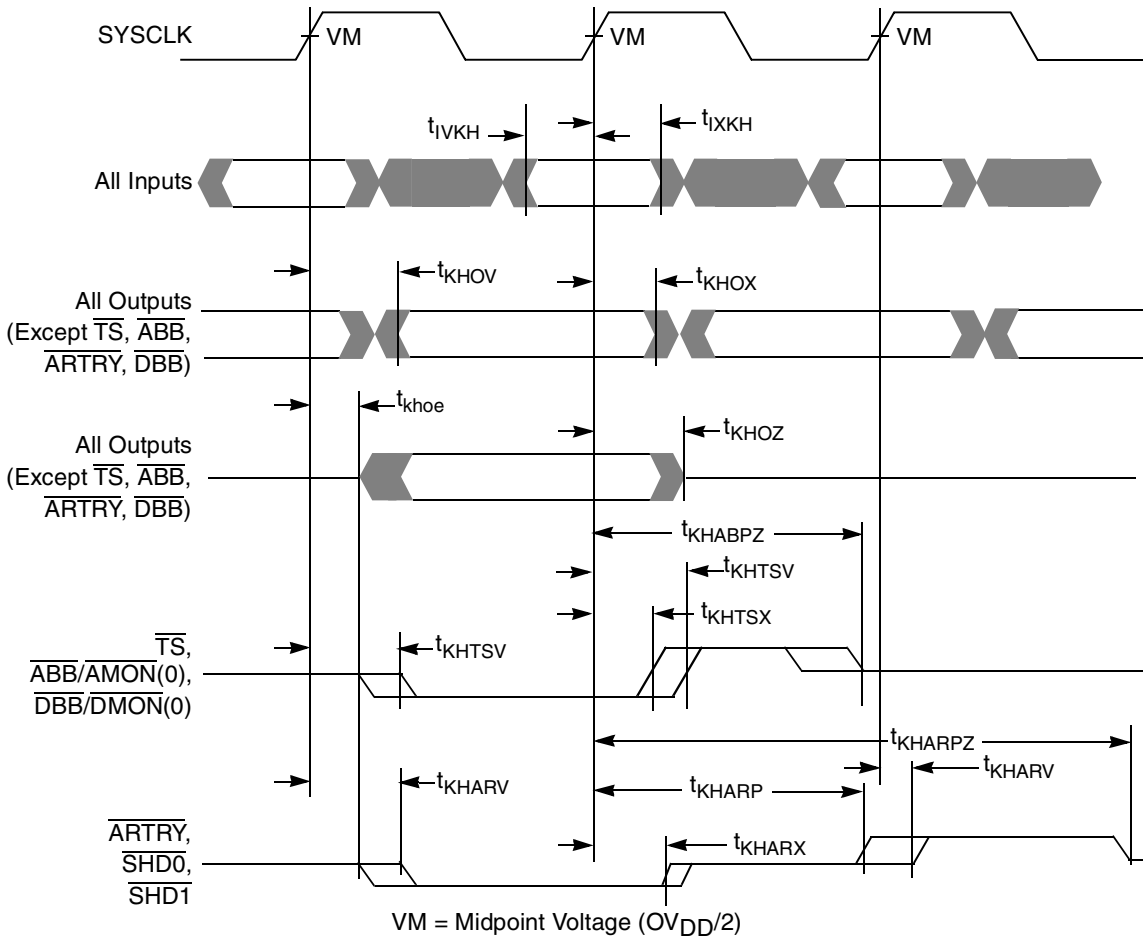 SYSCLK
VM
VM
VM
tIVKH
tIXKH
All Inputs
tKHOV
tKHOX
All Outputs
(Except TS, ABB,
ARTRY, DBB)
tkhoe
tKHOZ
All Outputs
(Except TS, ABB,
ARTRY, DBB)
tKHABPZ
tKHTSV
tKHTSX
tKHTSV
TS,
ABB/AMON(0),
DBB/DMON(0)
tKHARPZ
tKHARV
tKHARV
tKHARP
tKHARX
ARTRY,
SHD0,
SHD1
VM = Midpoint Voltage (OVDD/2)